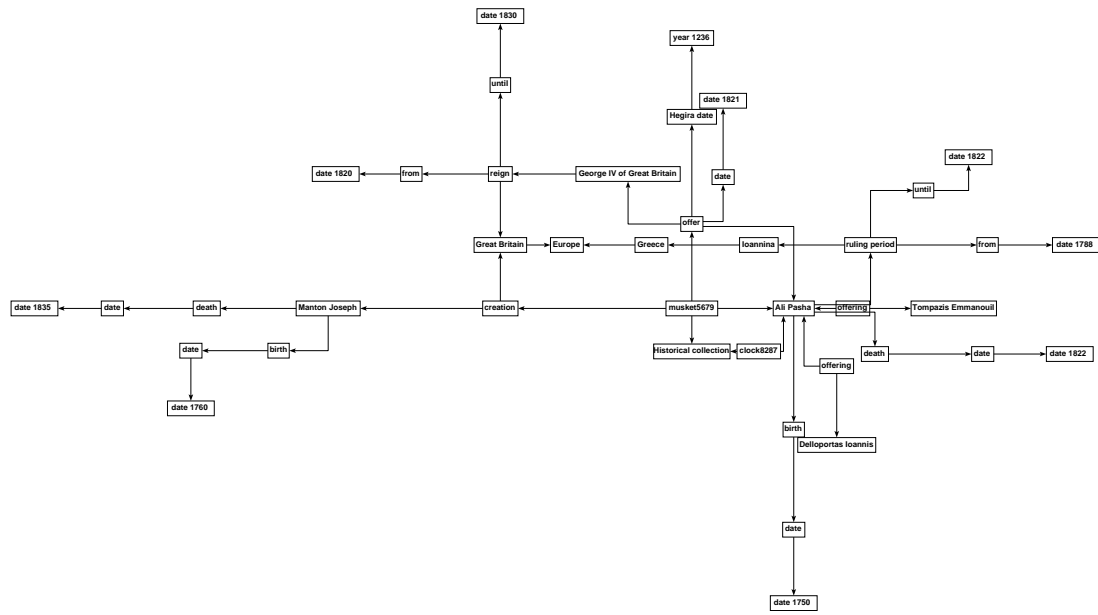 date 1830
year 1236
until
date 1821
Hegira date
date 1822
date 1820
from
reign
George IV of Great Britain
date
until
offer
Great Britain
Europe
Greece
Ioannina
ruling period
from
date 1788
date 1835
date
death
Manton Joseph
creation
musket5679
Ali Pasha
offering
Tompazis Emmanouil
date
birth
Historical collection
clock8287
death
date
date 1822
offering
date 1760
birth
Delloportas Ioannis
date
date 1750